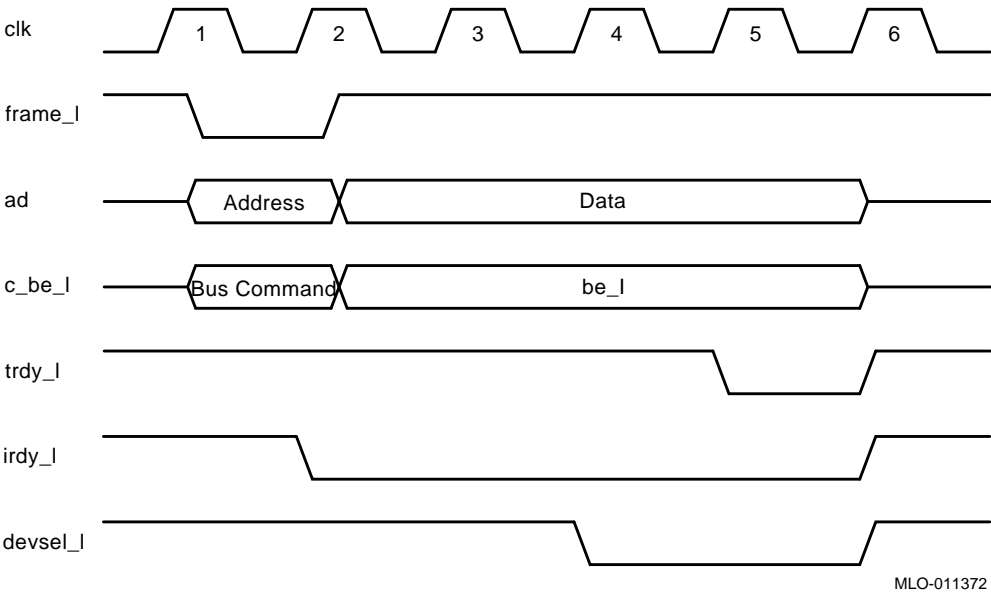 clk 1 2 3 4 5 6
frame_l
ad Address Data
c_be_l Bus Command be_l
trdy_l
irdy_l
devsel_l
MLO-011372